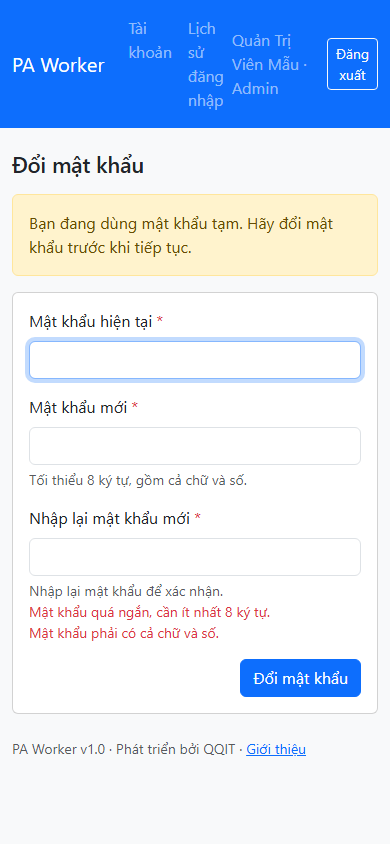 PA Worker
Tài
khoản
Lịch
sử
đăng
nhập
Quản Trị
Viên Mẫu ·
Admin
Đăng
xuất
Đổi mật khẩu
Bạn đang dùng mật khẩu tạm. Hãy đổi mật
khẩu trước khi tiếp tục.
Mật khẩu hiện tại *
Mật khẩu mới *
Tối thiểu 8 ký tự, gồm cả chữ và số.
Nhập lại mật khẩu mới *
Nhập lại mật khẩu để xác nhận.
Mật khẩu quá ngắn, cần ít nhất 8 ký tự.
Mật khẩu phải có cả chữ và số.
Đổi mật khẩu
PA Worker v1.0 · Phát triển bởi QQIT · Giới thiệu